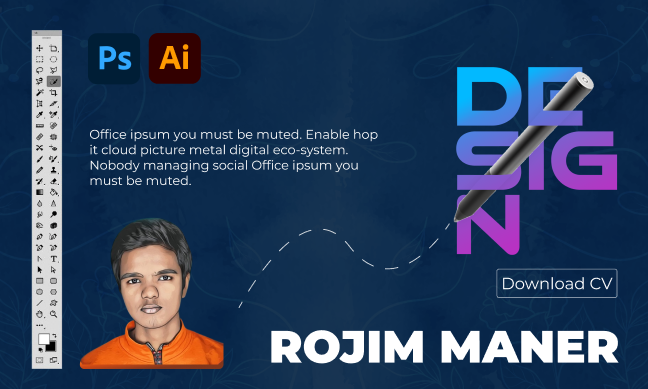 Ps Ai
DE
SIG
N
Office ipsum you must be muted. Enable hop
it cloud picture metal digital eco-system.
Nobody managing social Office ipsum you
must be muted.
Download CV
ROJIM MANER